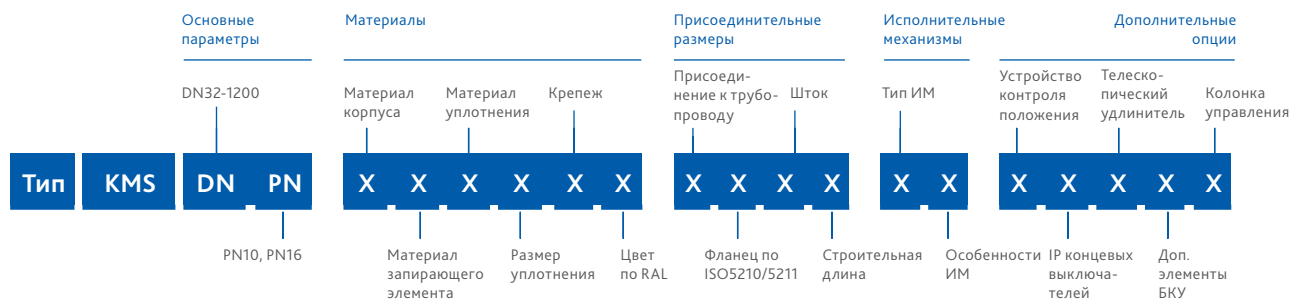 Основные
параметры
Материалы
Присоединительные
размеры
Исполнительные
механизмы
Дополнительные
опции
DN32-1200
Материал
корпуса
Материал
уплотнения
Крепеж
Присоеди-
нение к трубо-
проводу
Шток
Тип ИМ
Устройство
контроля
положения
Телеско-
пический
удлинитель
Колонка
управления
Тип KMS DN PN X X X X X X X X X X X X X X X X X
PN10, PN16
Материал
запирающего
элемента
Размер
уплотнения
Цвет
по RAL
Фланец по
ISO5210/5211
Строительная
длина
Особенности
ИМ
IP концевых
выключа-
телей
Доп.
элементы
БКУ